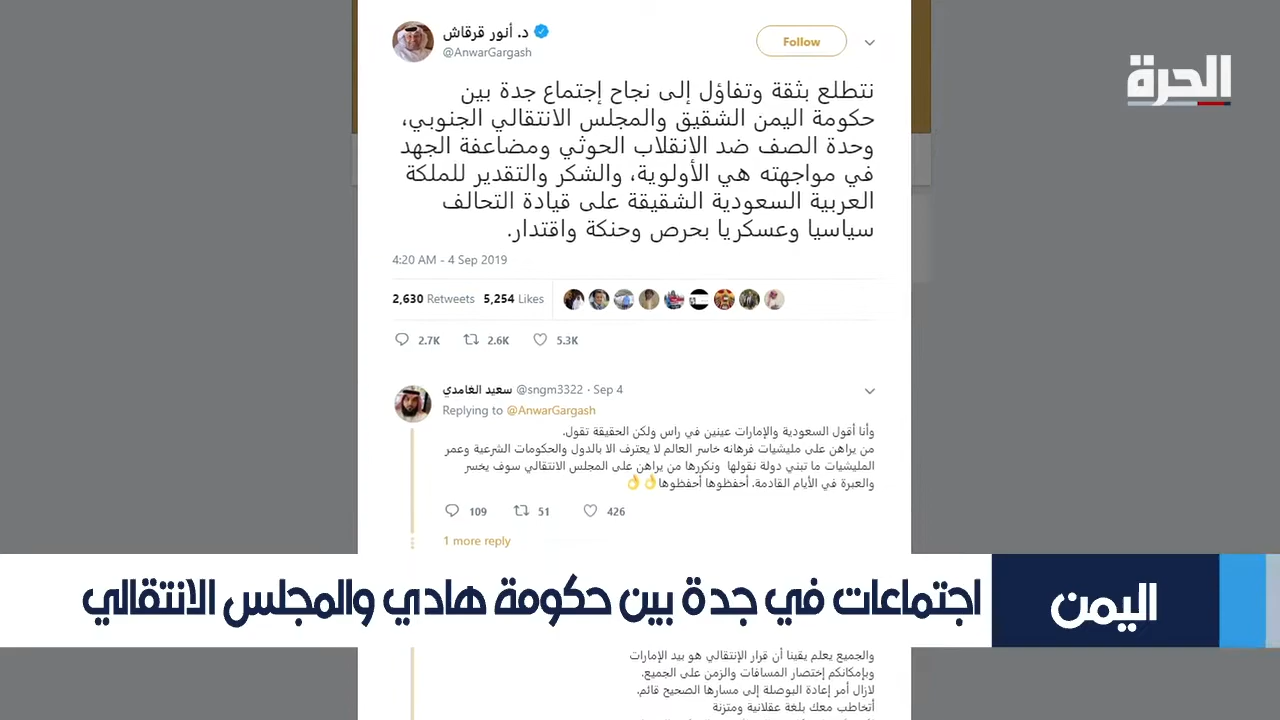 د. أنور قرقاش
@AnwarGargash
Follow
الحرة
نتطلع بثقة وتفاؤل إلى نجاح إجتماع جدة بين
حكومة اليمن الشقيق والمجلس الانتقالي الجنوبي،
وحدة الصف ضد الانقلاب الحوثي ومضاعفة الجهد
في مواجهته هي الأولوية، والشكر والتقدير للملكة
العربية السعودية الشقيقة على قيادة التحالف
سياسيا وعسكريا بحرص وحنكة واقتدار.
4:20 AM - 4 Sep 2019
2,630 Retweets 5,254 Likes
2.7K 2.6K 5.3K
سعيد الغامدي @sngm3322 · Sep 4
Replying to @AnwarGargash
وأنا أقول السعودية والإمارات عينين في راس ولكن الحقيقة تقول.
من يراهن على مليشيات فرهانه خاسر العالم لا يعترف الا بالدول والحكومات الشرعية وعمر
المليشيات ما تبني دولة نقولها ونكررها من يراهن على المجلس الانتقالي سوف يخسر
والعبرة في الأيام القادمة. أحفظوها أحفظوها👌👌
109 51 426
1 more reply
اليمن
اجتماعات في جدة بين حكومة هادي والمجلس الانتقالي
والجميع يعلم يقينا أن قرار الإنتقالي هو بيد الإمارات
وبإمكانكم إختصار المسافات والزمن على الجميع.
لازال أمر إعادة البوصلة إلى مسارها الصحيح قائم.
أتخاطب معك بلغة عقلانية ومتزنة